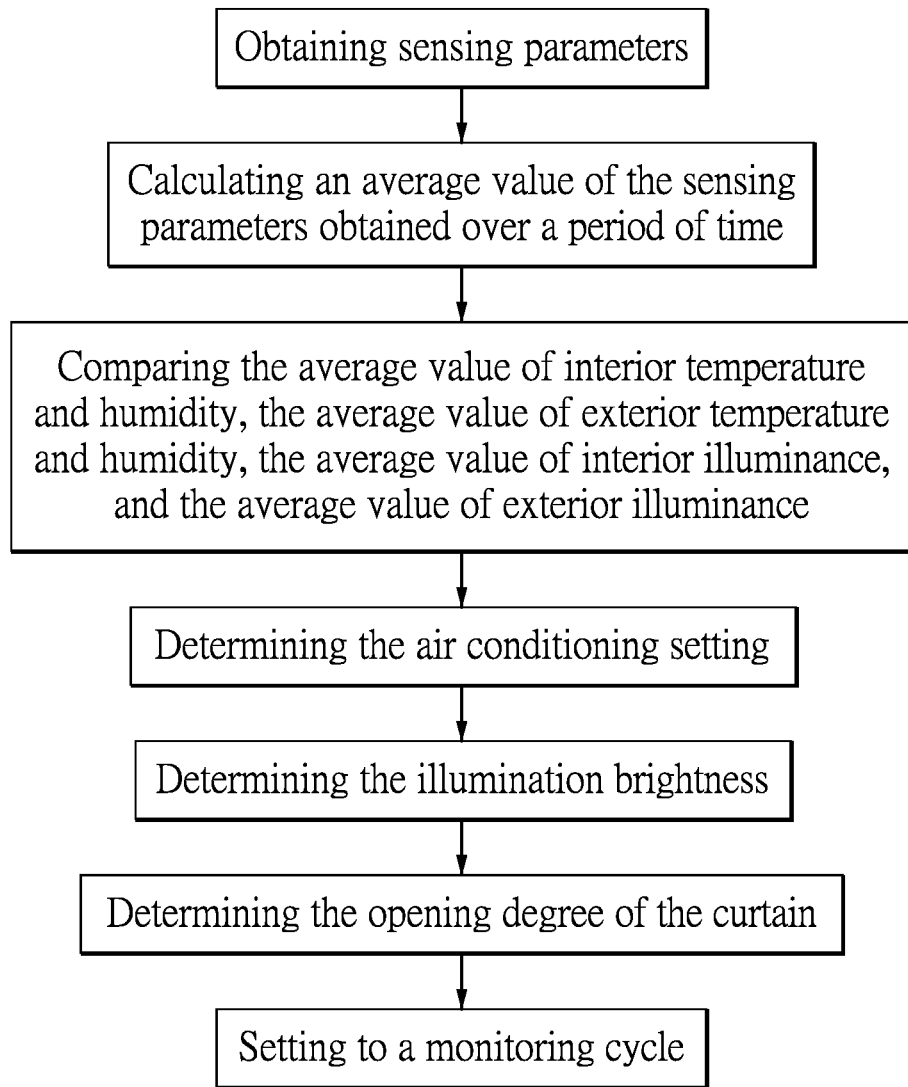 Obtaining sensing parameters
Calculating an average value of the sensing
parameters obtained over a period of time
Comparing the average value of interior temperature
and humidity, the average value of exterior temperature
and humidity, the average value of interior illuminance,
and the average value of exterior illuminance
Determining the air conditioning setting
Determining the illumination brightness
Determining the opening degree of the curtain
Setting to a monitoring cycle